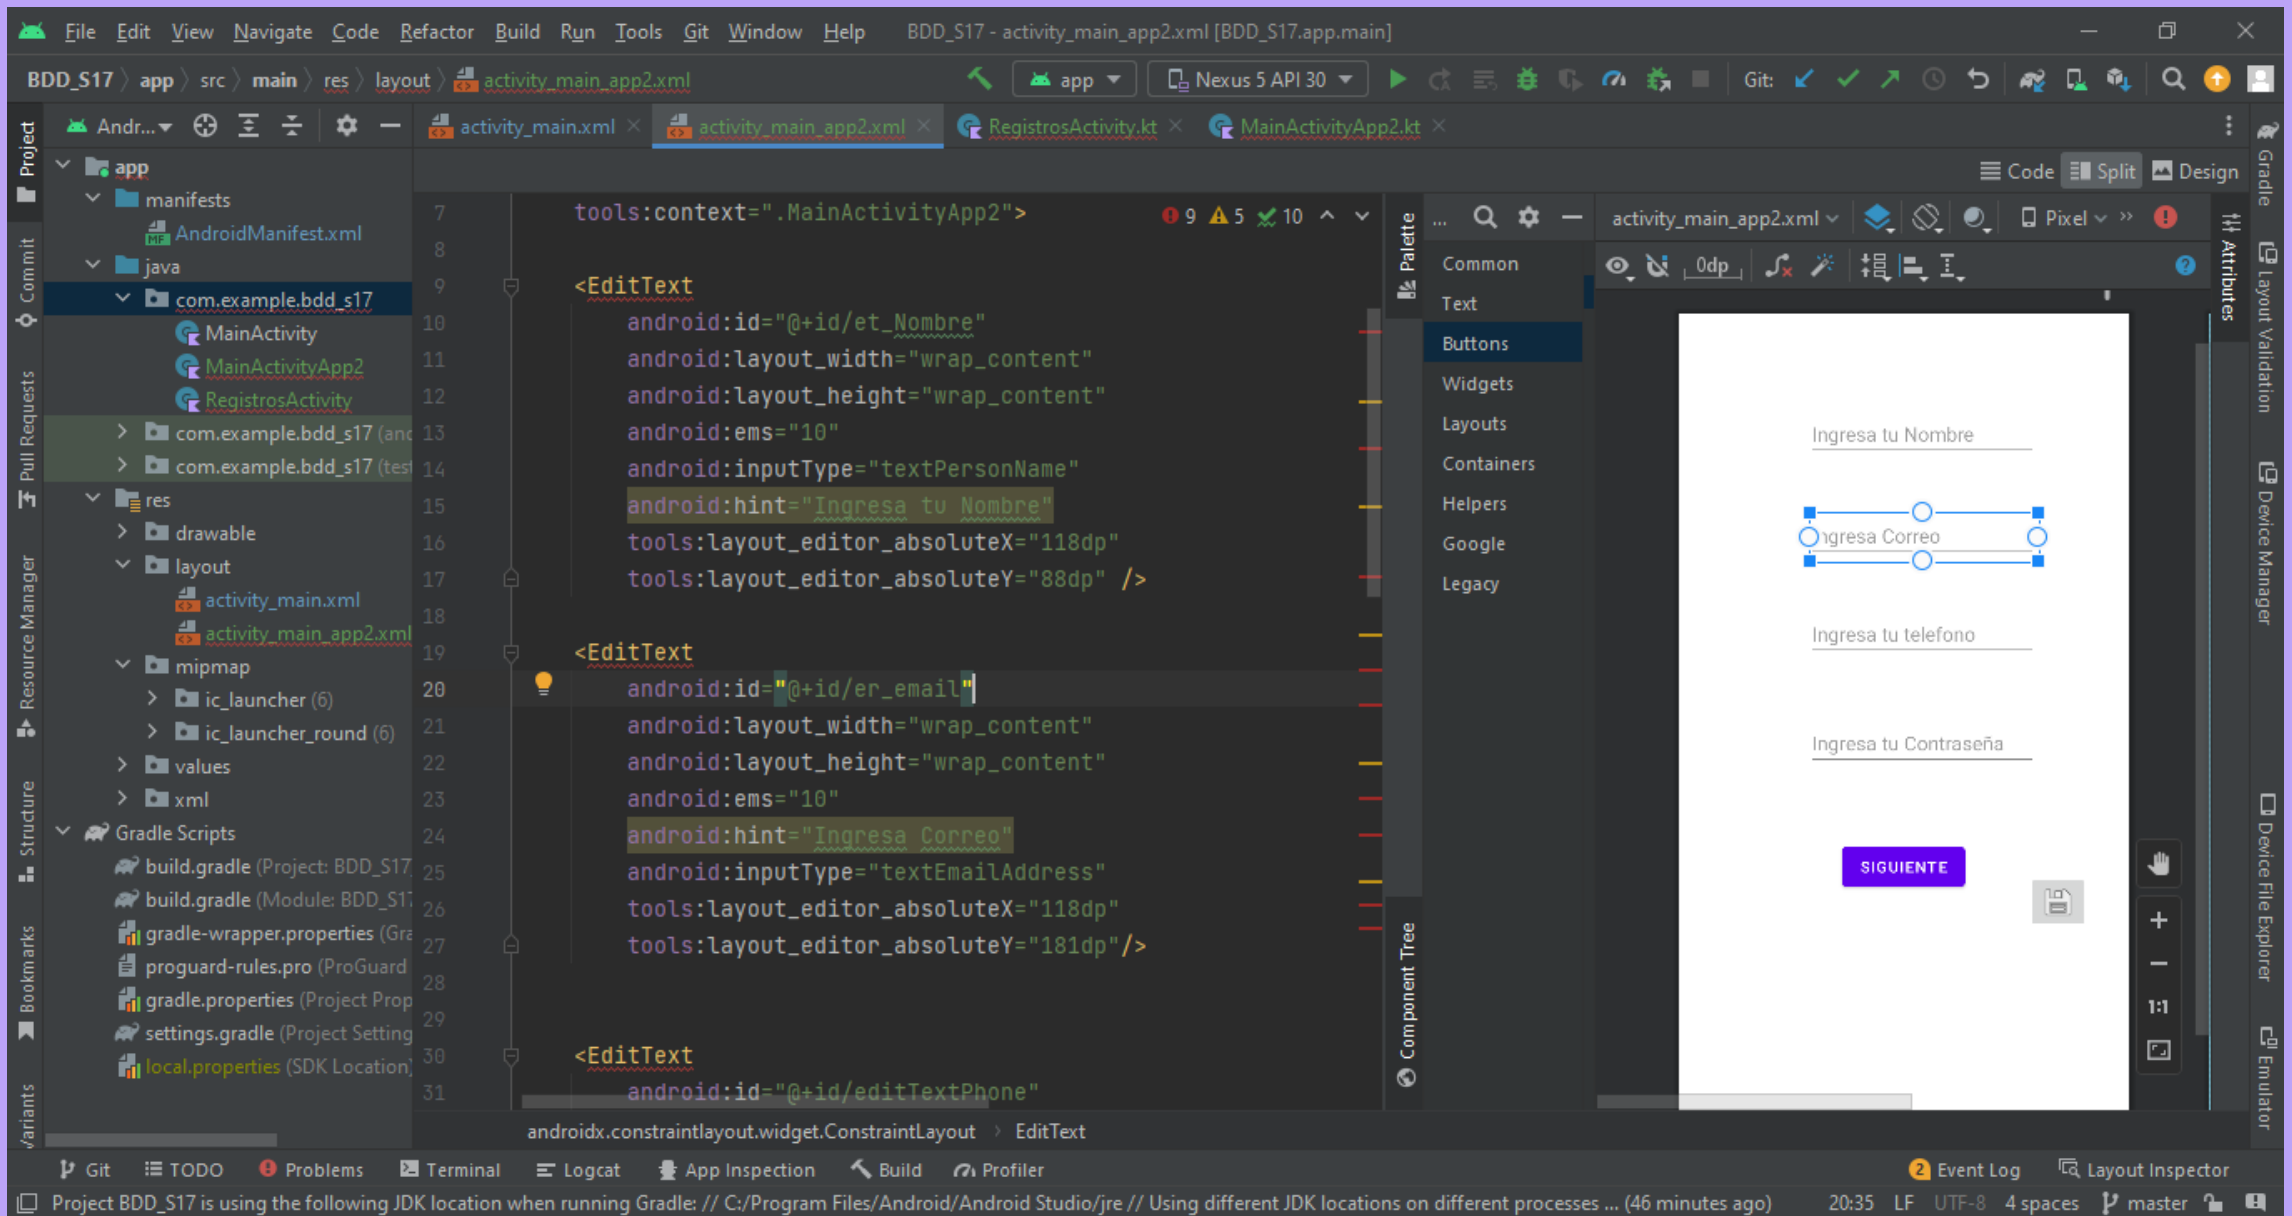 File Edit View Navigate Code Refactor Build Run Tools Git Window Help BDD_S17 - activity_main_app2.xml [BDD_S17.app.main]
BDD_S17 app src main res layout activity_main_app2.xml app Nexus 5 API 30 Git:
Project
Commit
Pull Requests
Resource Manager
Structure
Bookmarks
Andr...
app
manifests
AndroidManifest.xml
java
com.example.bdd_s17
MainActivity
MainActivityApp2
RegistrosActivity
com.example.bdd_s17 (and
com.example.bdd_s17 (test
res
drawable
layout
activity_main.xml
activity_main_app2.xml
mipmap
ic_launcher (6)
ic_launcher_round (6)
values
xml
Gradle Scripts
build.gradle (Project: BDD_S17
build.gradle (Module: BDD_S17
gradle-wrapper.properties (Gra
proguard-rules.pro (ProGuard
gradle.properties (Project Prop
settings.gradle (Project Setting
local.properties (SDK Location)
activity_main.xml activity_main_app2.xml RegistrosActivity.kt MainActivityApp2.kt
Code Split Design
9 5 10
7 tools:context=".MainActivityApp2">
8
9 <EditText
10 android:id="@+id/et_Nombre"
11 android:layout_width="wrap_content"
12 android:layout_height="wrap_content"
13 android:ems="10"
14 android:inputType="textPersonName"
15 android:hint="Ingresa tu Nombre"
16 tools:layout_editor_absoluteX="118dp"
17 tools:layout_editor_absoluteY="88dp" />
18
19 <EditText
20 android:id="@+id/er_email"
21 android:layout_width="wrap_content"
22 android:layout_height="wrap_content"
23 android:ems="10"
24 android:hint="Ingresa Correo"
25 android:inputType="textEmailAddress"
26 tools:layout_editor_absoluteX="118dp"
27 tools:layout_editor_absoluteY="181dp"/>
28
29
30 <EditText
31 android:id="@+id/editTextPhone"
androidx.constraintlayout.widget.ConstraintLayout EditText
Palette
Component Tree
...
Common
Text
Buttons
Widgets
Layouts
Containers
Helpers
Google
Legacy
activity_main_app2.xml Pixel
0dp
Ingresa tu Nombre
ngresa Correo
Ingresa tu telefono
Ingresa tu Contraseña
SIGUIENTE
1:1
Attributes
Gradle
Layout Validation
Device Manager
Device File Explorer
Emulator
Git TODO Problems Terminal Logcat App Inspection Build Profiler 2 Event Log Layout Inspector
Project BDD_S17 is using the following JDK location when running Gradle: // C:/Program Files/Android/Android Studio/jre // Using different JDK locations on different processes ... (46 minutes ago) 20:35 LF UTF-8 4 spaces master